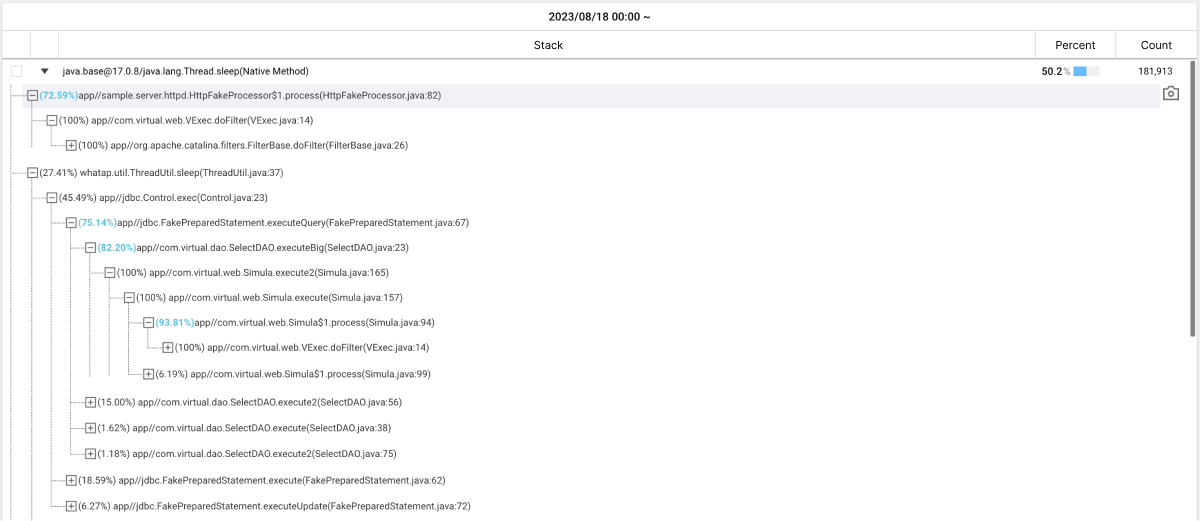 2023/08/18 00:00 ~
Stack Percent Count
java.base@17.0.8/java.lang.Thread.sleep(Native Method) 50.2% 181,913
(72.59%)app//sample.server.httpd.HttpFakeProcessor$1.process(HttpFakeProcessor.java:82)
(100%) app//com.virtual.web.VExec.doFilter(VExec.java:14)
(100%) app//org.apache.catalina.filters.FilterBase.doFilter(FilterBase.java:26)
(27.41%) whatap.util.ThreadUtil.sleep(ThreadUtil.java:37)
(45.49%) app//jdbc.Control.exec(Control.java:23)
(75.14%)app//jdbc.FakePreparedStatement.executeQuery(FakePreparedStatement.java:67)
(82.20%)app//com.virtual.dao.SelectDAO.executeBig(SelectDAO.java:23)
(100%) app//com.virtual.web.Simula.execute2(Simula.java:165)
(100%) app//com.virtual.web.Simula.execute(Simula.java:157)
(93.81%)app//com.virtual.web.Simula$1.process(Simula.java:94)
(100%) app//com.virtual.web.VExec.doFilter(VExec.java:14)
(6.19%) app//com.virtual.web.Simula$1.process(Simula.java:99)
(15.00%) app//com.virtual.dao.SelectDAO.execute2(SelectDAO.java:56)
(1.62%) app//com.virtual.dao.SelectDAO.execute(SelectDAO.java:38)
(1.18%) app//com.virtual.dao.SelectDAO.execute2(SelectDAO.java:75)
(18.59%) app//jdbc.FakePreparedStatement.execute(FakePreparedStatement.java:62)
(6.27%) app//jdbc.FakePreparedStatement.executeUpdate(FakePreparedStatement.java:72)